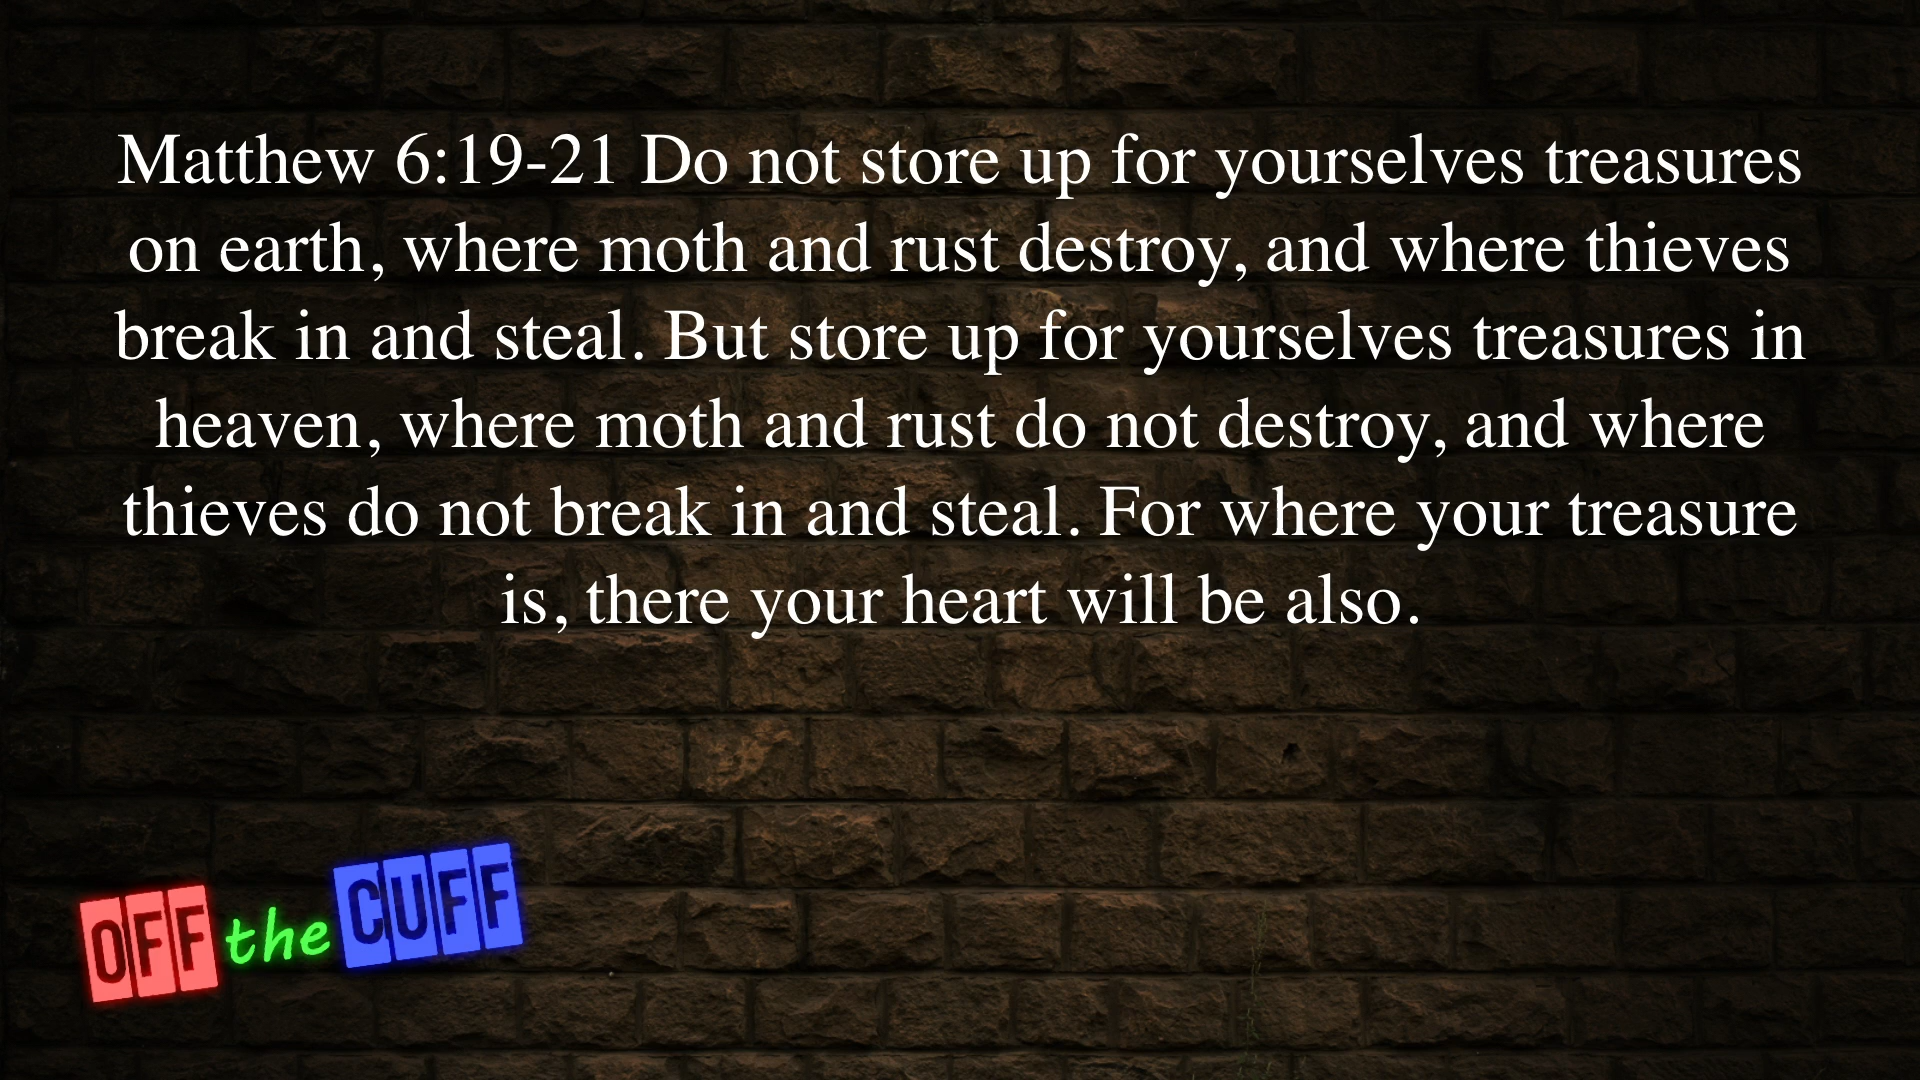 Matthew 6:19-21 Do not store up for yourselves treasures
on earth, where moth and rust destroy, and where thieves
break in and steal. But store up for yourselves treasures in
heaven, where moth and rust do not destroy, and where
thieves do not break in and steal. For where your treasure
is, there your heart will be also.
OFF the CUFF